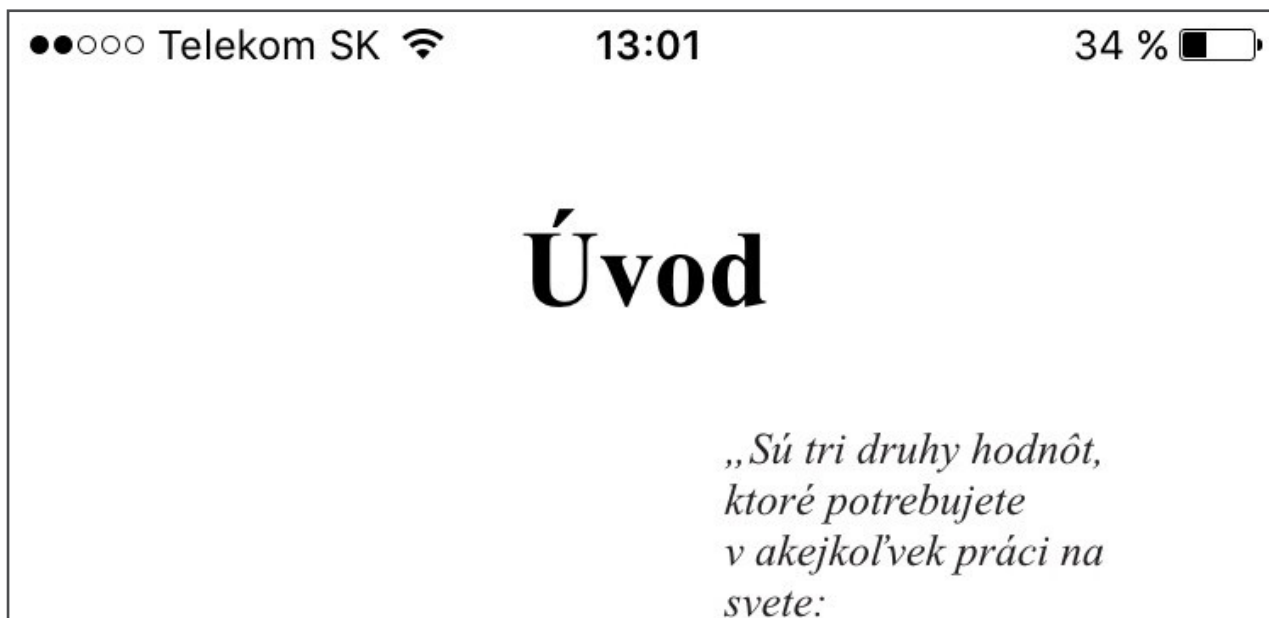 Telekom SK 13:01 34 %
Úvod
„Sú tri druhy hodnôt,
ktoré potrebujete
v akejkoľvek práci na
svete: